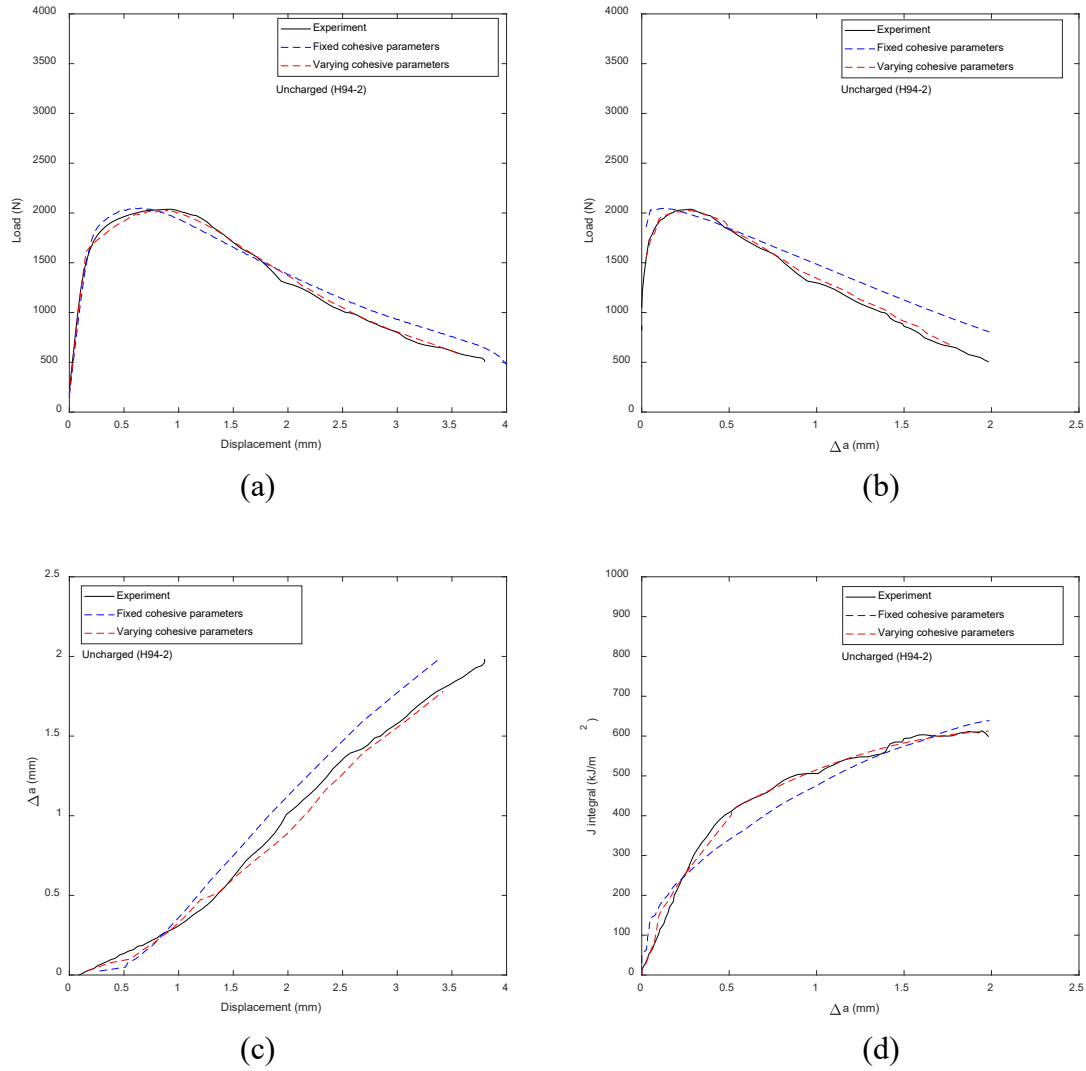 4000
3500
3000
2500
2000
1500
1000
500
0
Load (N)
Experiment
Fixed cohesive parameters
Varying cohesive parameters
Uncharged (H94-2)
0 0.5 1 1.5 2 2.5 3 3.5 4
Displacement (mm)
(a)
4000
3500
3000
2500
2000
1500
1000
500
0
Load (N)
Experiment
Fixed cohesive parameters
Varying cohesive parameters
Uncharged (H94-2)
0 0.5 1 1.5 2 2.5
Δa (mm)
(b)
2.5
2
1.5
1
0.5
0
Δa (mm)
Experiment
Fixed cohesive parameters
Varying cohesive parameters
Uncharged (H94-2)
0 0.5 1 1.5 2 2.5 3 3.5 4
Displacement (mm)
(c)
1000
900
800
700
600
500
400
300
200
100
0
J integral (kJ/m 2 )
Experiment
Fixed cohesive parameters
Varying cohesive parameters
Uncharged (H94-2)
0 0.5 1 1.5 2 2.5
Δa (mm)
(d)